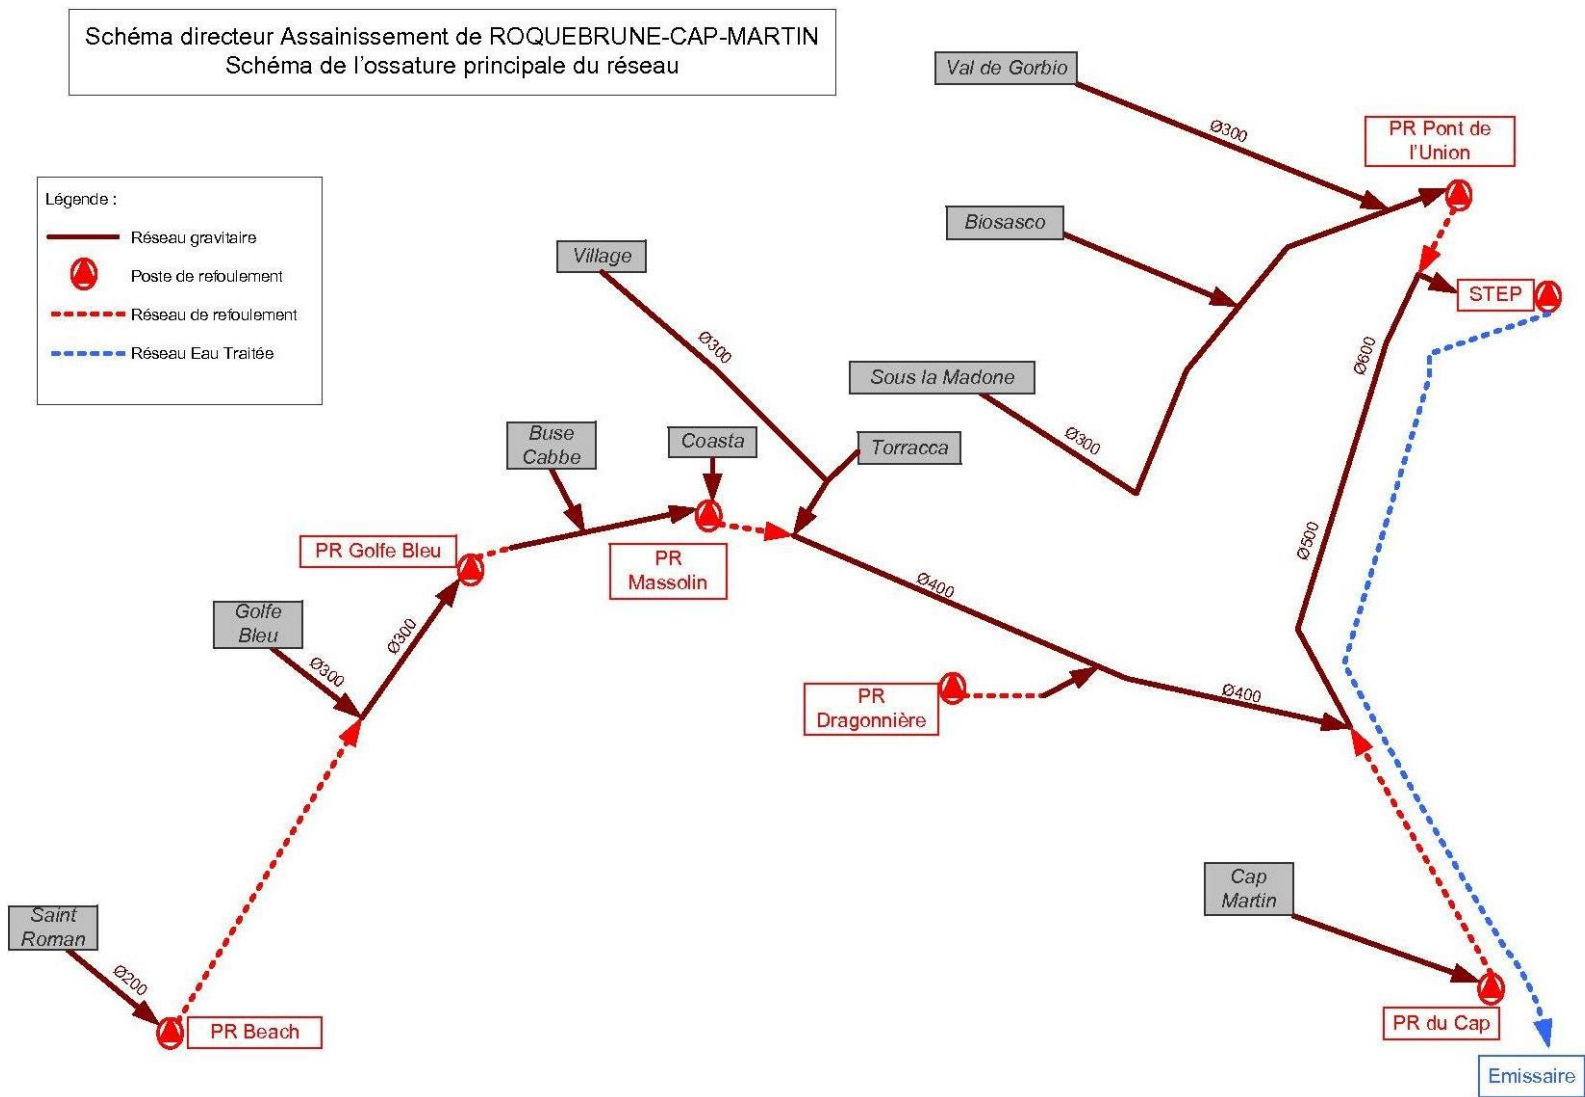 Schéma directeur Assainissement de ROQUEBRUNE-CAP-MARTIN
Schéma de l'ossature principale du réseau
Légende :
Réseau gravitaire
Poste de refoulement
Réseau de refoulement
Réseau Eau Traitée
Val de Gorbio
Ø300
PR Pont de
l'Union
Biosasco
Village
Ø300
STEP
Ø600
Sous la Madone
Ø300
Buse
Cabbe
Coasta
Torracca
PR Golfe Bleu
PR
Massolin
Ø500
Ø400
Golfe
Bleu
Ø300
Ø300
PR
Dragonnière
Ø400
Cap
Martin
Saint
Roman
Ø200
PR Beach
PR du Cap
Emissaire